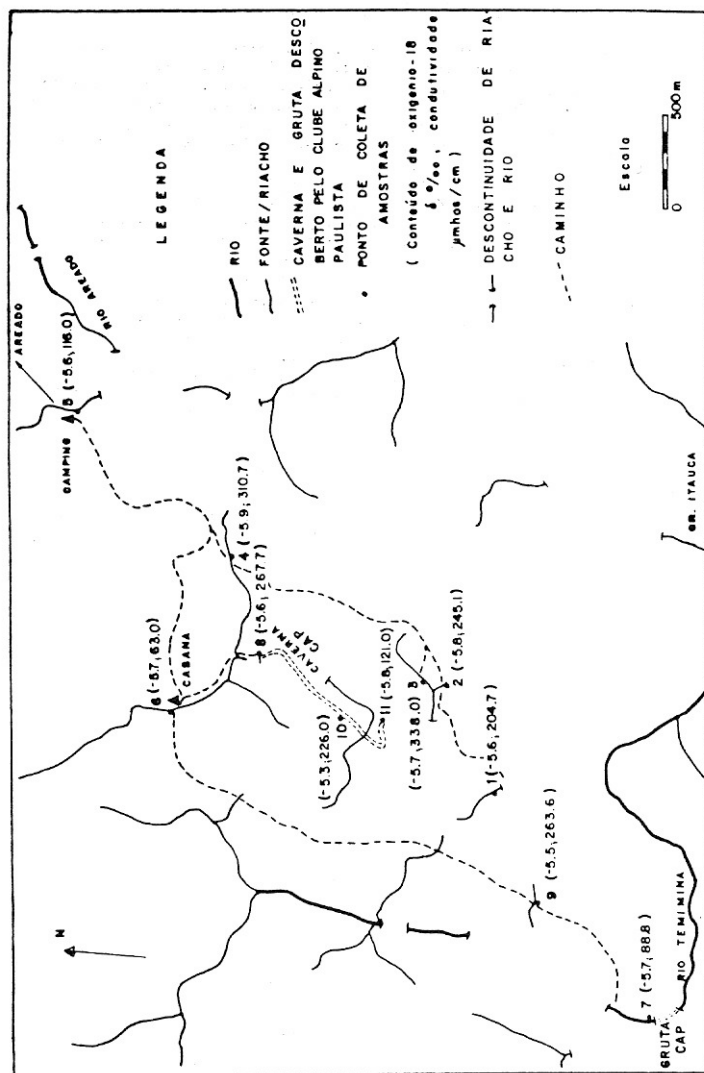 AREADO
CAMPING
5 (-5.6, 116.0)
RIO AREADO
6 (-5.7, 63.0)
CABANA
4 (-5.9; 310.7)
8 (-5.6, 267.7)
CAVERNA
CAP
(-5.3; 226.0)
10
11 (-5.8, 121.0)
(-5.7; 338.0)
3
2 (-5.8, 245.1)
1 (-5.6, 204.7)
9 (-5.5, 263.6)
7 (-5.7; 88.8)
GRUTA
CAP
RIO TEMIMINA
GR. ITAUCA
N
LEGENDA
RIO
FONTE/RIACHO
CAVERNA E GRUTA DESCO
BERTO PELO CLUBE ALPINO
PAULISTA
PONTO DE COLETA DE
AMOSTRAS
( Conteúdo de oxigenio-18
δ º/oo , condutividade
μmhos/cm )
DESCONTINUIDADE DE RIA_
CHO E RIO
CAMINHO
Escala
0 500m